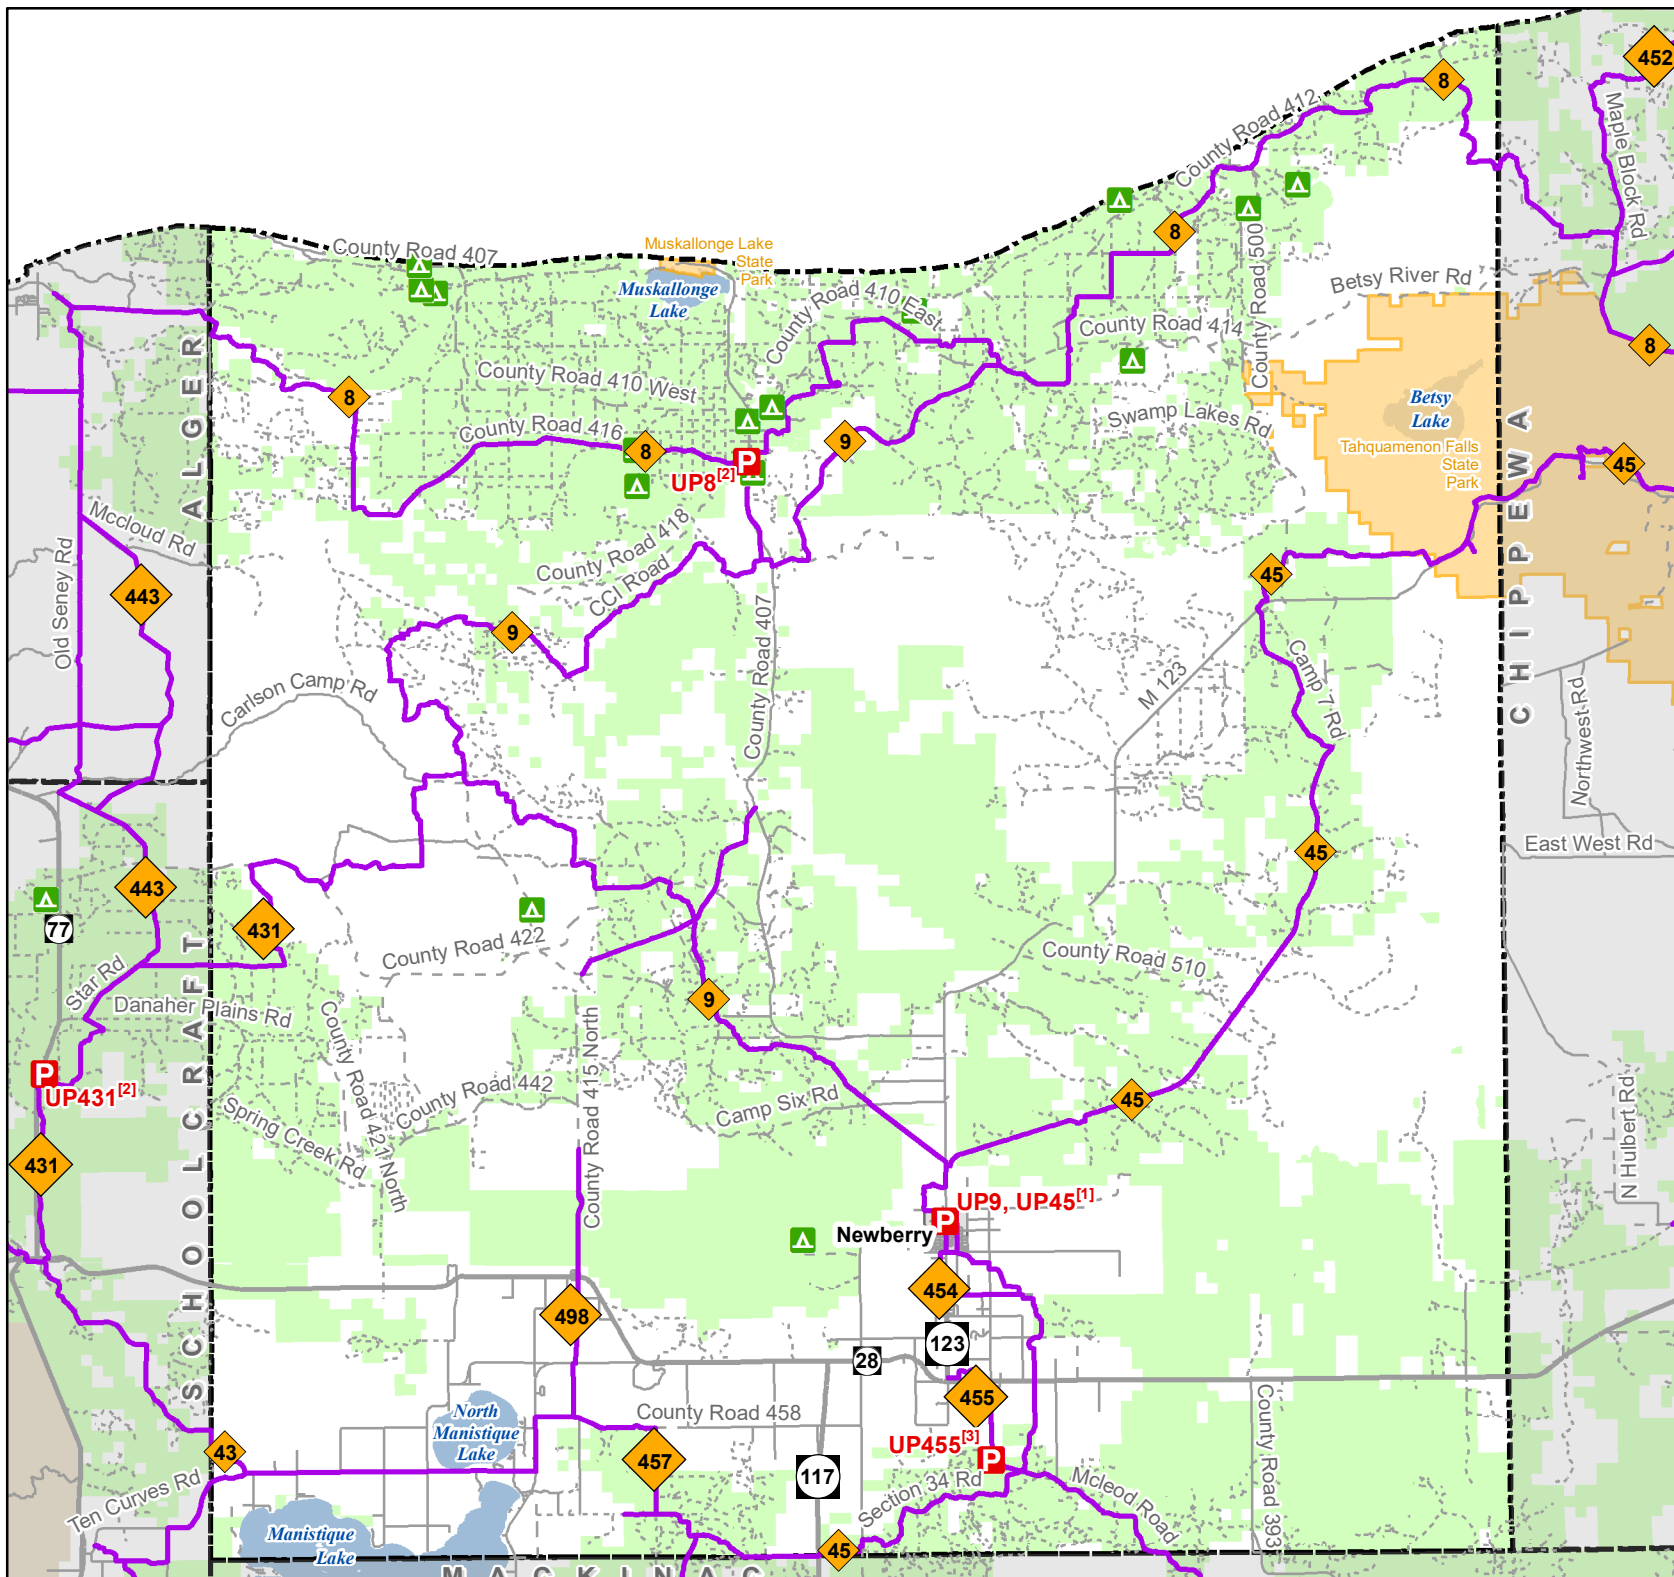 452
8
County Road 412
Maple Block Rd
8
County Road 407
Muskallonge Lake
State
Park
Muskallonge
Lake
County Road 500
Betsy River Rd
County Road 410 East
County Road 414
8
ALGER
County Road 410 West
8
Betsy
Lake
Swamp Lakes Rd
County Road 416
8
9
P
UP8[2]
Tahquamenon Falls
State
Park
45
CHIPPEWA
Mccloud Rd
County Road 418
CCI Road
Old Seney Rd
443
45
9
County Road 407
Camp 7 Rd
M 123
Carlson Camp Rd
Northwest Rd
East West Rd
45
443
431
77
County Road 422
County Road 510
Star Rd
Danaher Plains Rd
9
SCHOOLCRAFT
County Road 421 North
County Road 415 North
P
UP431[2]
County Road 442
Camp Six Rd
45
Spring Creek Rd
N Hulbert Rd
431
UP9, UP45[1]
P
Newberry
454
498
123
28
455
North
Manistique
Lake
County Road 458
County Road 393
UP455[3]
P
43
457
117
Section 34 Rd
Mcleod Road
Ten Curves Rd
Manistique
Lake
45
MACKINAC